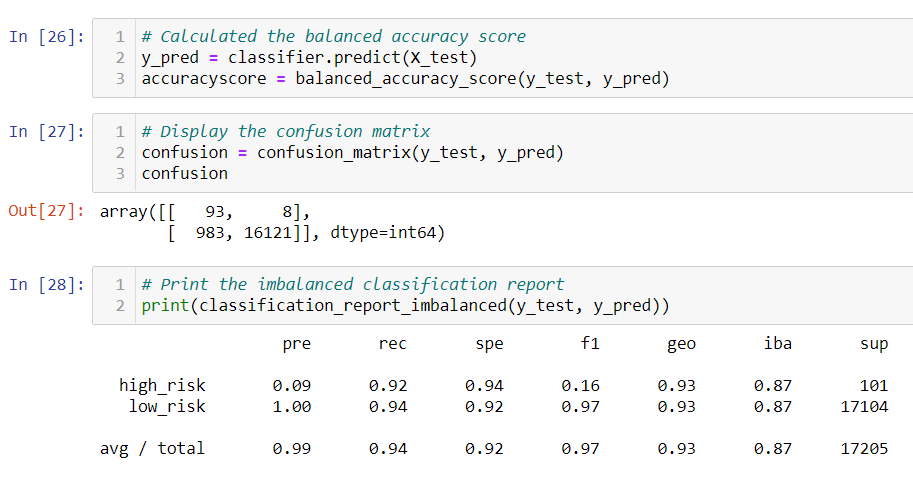 In [26]: 1 # Calculated the balanced accuracy score
2 y_pred = classifier.predict(X_test)
3 accuracyscore = balanced_accuracy_score(y_test, y_pred)
In [27]: 1 # Display the confusion matrix
2 confusion = confusion_matrix(y_test, y_pred)
3 confusion
Out[27]: array([[   93,     8],
[  983, 16121]], dtype=int64)
In [28]: 1 # Print the imbalanced classification report
2 print(classification_report_imbalanced(y_test, y_pred))
pre rec spe f1 geo iba sup
high_risk 0.09 0.92 0.94 0.16 0.93 0.87 101
low_risk 1.00 0.94 0.92 0.97 0.93 0.87 17104
avg / total 0.99 0.94 0.92 0.97 0.93 0.87 17205